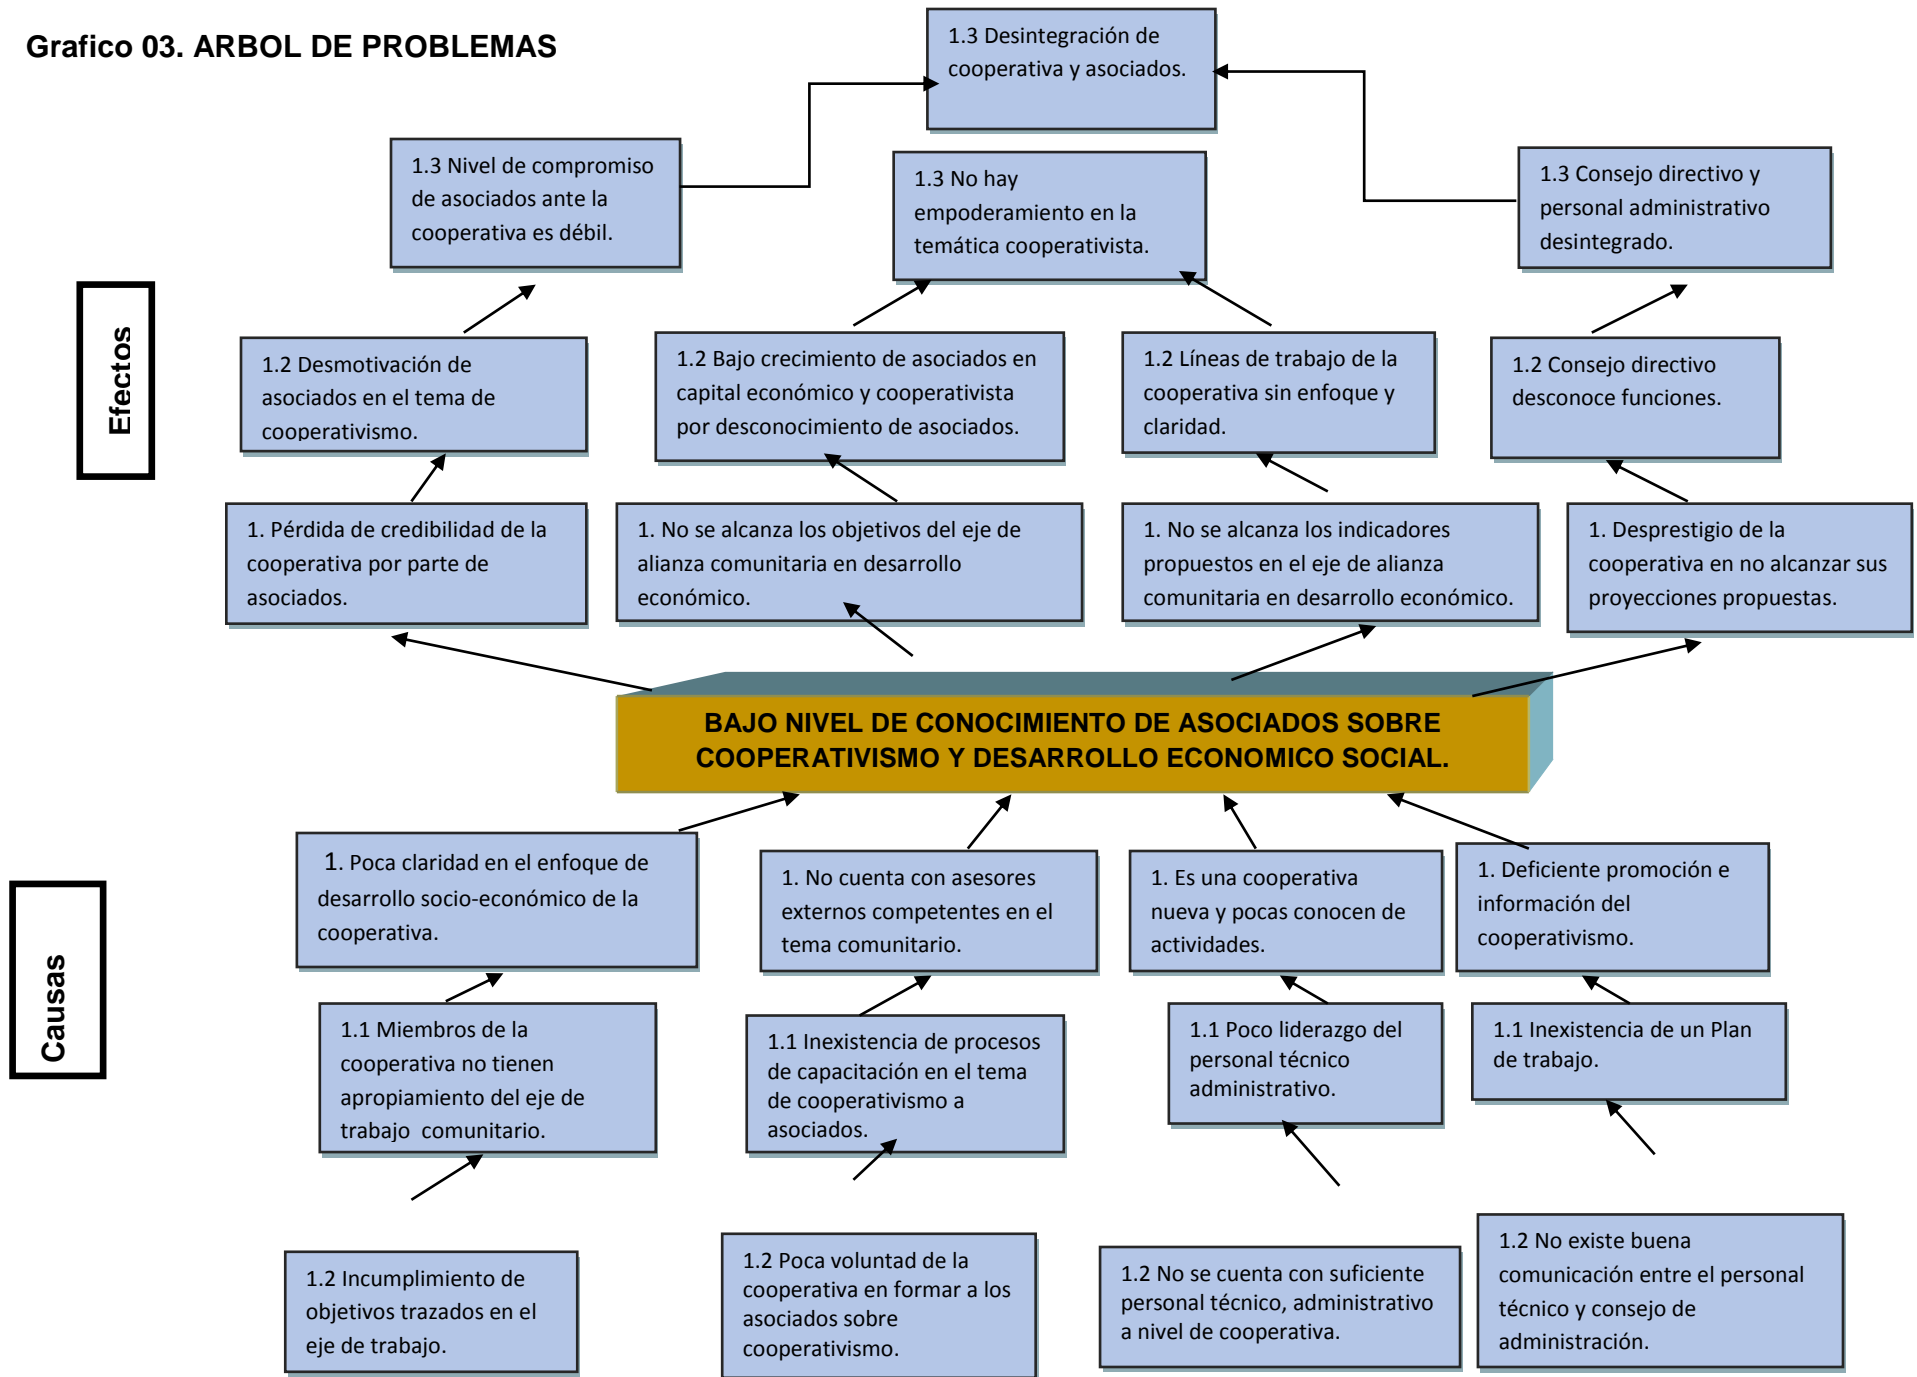 Grafico 03. ARBOL DE PROBLEMAS
1.3 Desintegración de
cooperativa y asociados.
1.3 Nivel de compromiso
de asociados ante la
cooperativa es débil.
1.3 No hay
empoderamiento en la
temática cooperativista.
1.3 Consejo directivo y
personal administrativo
desintegrado.
Efectos
1.2 Desmotivación de
asociados en el tema de
cooperativismo.
1.2 Bajo crecimiento de asociados en
capital económico y cooperativista
por desconocimiento de asociados.
1.2 Líneas de trabajo de la
cooperativa sin enfoque y
claridad.
1.2 Consejo directivo
desconoce funciones.
1. Pérdida de credibilidad de la
cooperativa por parte de
asociados.
1. No se alcanza los objetivos del eje de
alianza comunitaria en desarrollo
económico.
1. No se alcanza los indicadores
propuestos en el eje de alianza
comunitaria en desarrollo económico.
1. Desprestigio de la
cooperativa en no alcanzar sus
proyecciones propuestas.
BAJO NIVEL DE CONOCIMIENTO DE ASOCIADOS SOBRE
COOPERATIVISMO Y DESARROLLO ECONOMICO SOCIAL.
Causas
1. Poca claridad en el enfoque de
desarrollo socio-económico de la
cooperativa.
1. No cuenta con asesores
externos competentes en el
tema comunitario.
1. Es una cooperativa
nueva y pocas conocen de
actividades.
1. Deficiente promoción e
información del
cooperativismo.
1.1 Miembros de la
cooperativa no tienen
apropiamiento del eje de
trabajo comunitario.
1.1 Inexistencia de procesos
de capacitación en el tema
de cooperativismo a
asociados.
1.1 Poco liderazgo del
personal técnico
administrativo.
1.1 Inexistencia de un Plan
de trabajo.
1.2 Incumplimiento de
objetivos trazados en el
eje de trabajo.
1.2 Poca voluntad de la
cooperativa en formar a los
asociados sobre
cooperativismo.
1.2 No se cuenta con suficiente
personal técnico, administrativo
a nivel de cooperativa.
1.2 No existe buena
comunicación entre el personal
técnico y consejo de
administración.